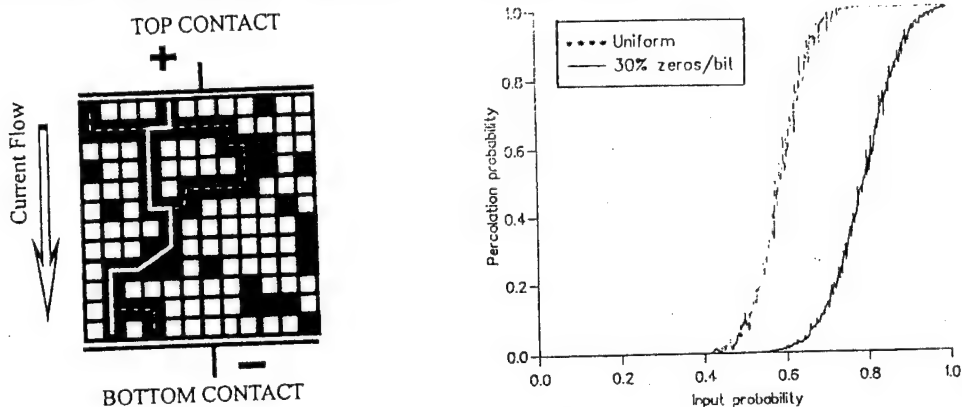 TOP CONTACT
+
Current Flow
−
BOTTOM CONTACT
1.0
0.8
0.6
0.4
0.2
0.0
Percolation probability
Uniform
30% zeros/bit
0.0 0.2 0.4 0.6 0.8 1.0
Input probability